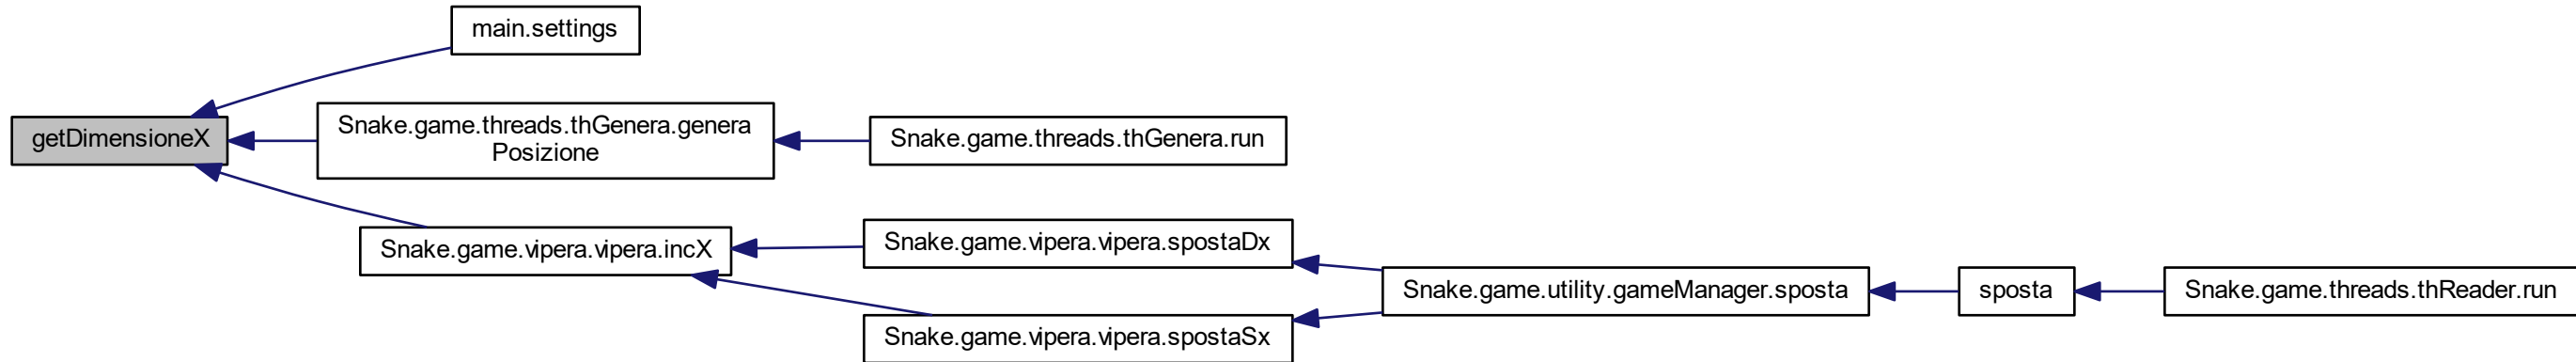 main.settings
getDimensioneX
Snake.game.threads.thGenera.genera
Posizione
Snake.game.threads.thGenera.run
Snake.game.vipera.vipera.incX
Snake.game.vipera.vipera.spostaDx
Snake.game.vipera.vipera.spostaSx
Snake.game.utility.gameManager.sposta
sposta
Snake.game.threads.thReader.run